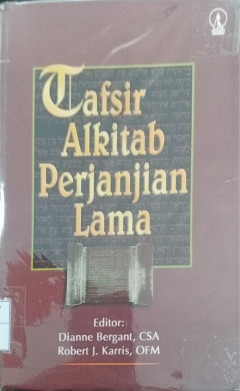 Tafsir
Alkitab
Perjanjian
Lama
Editor:
Dianne Bergant, CSA
Robert J. Karris, OFM